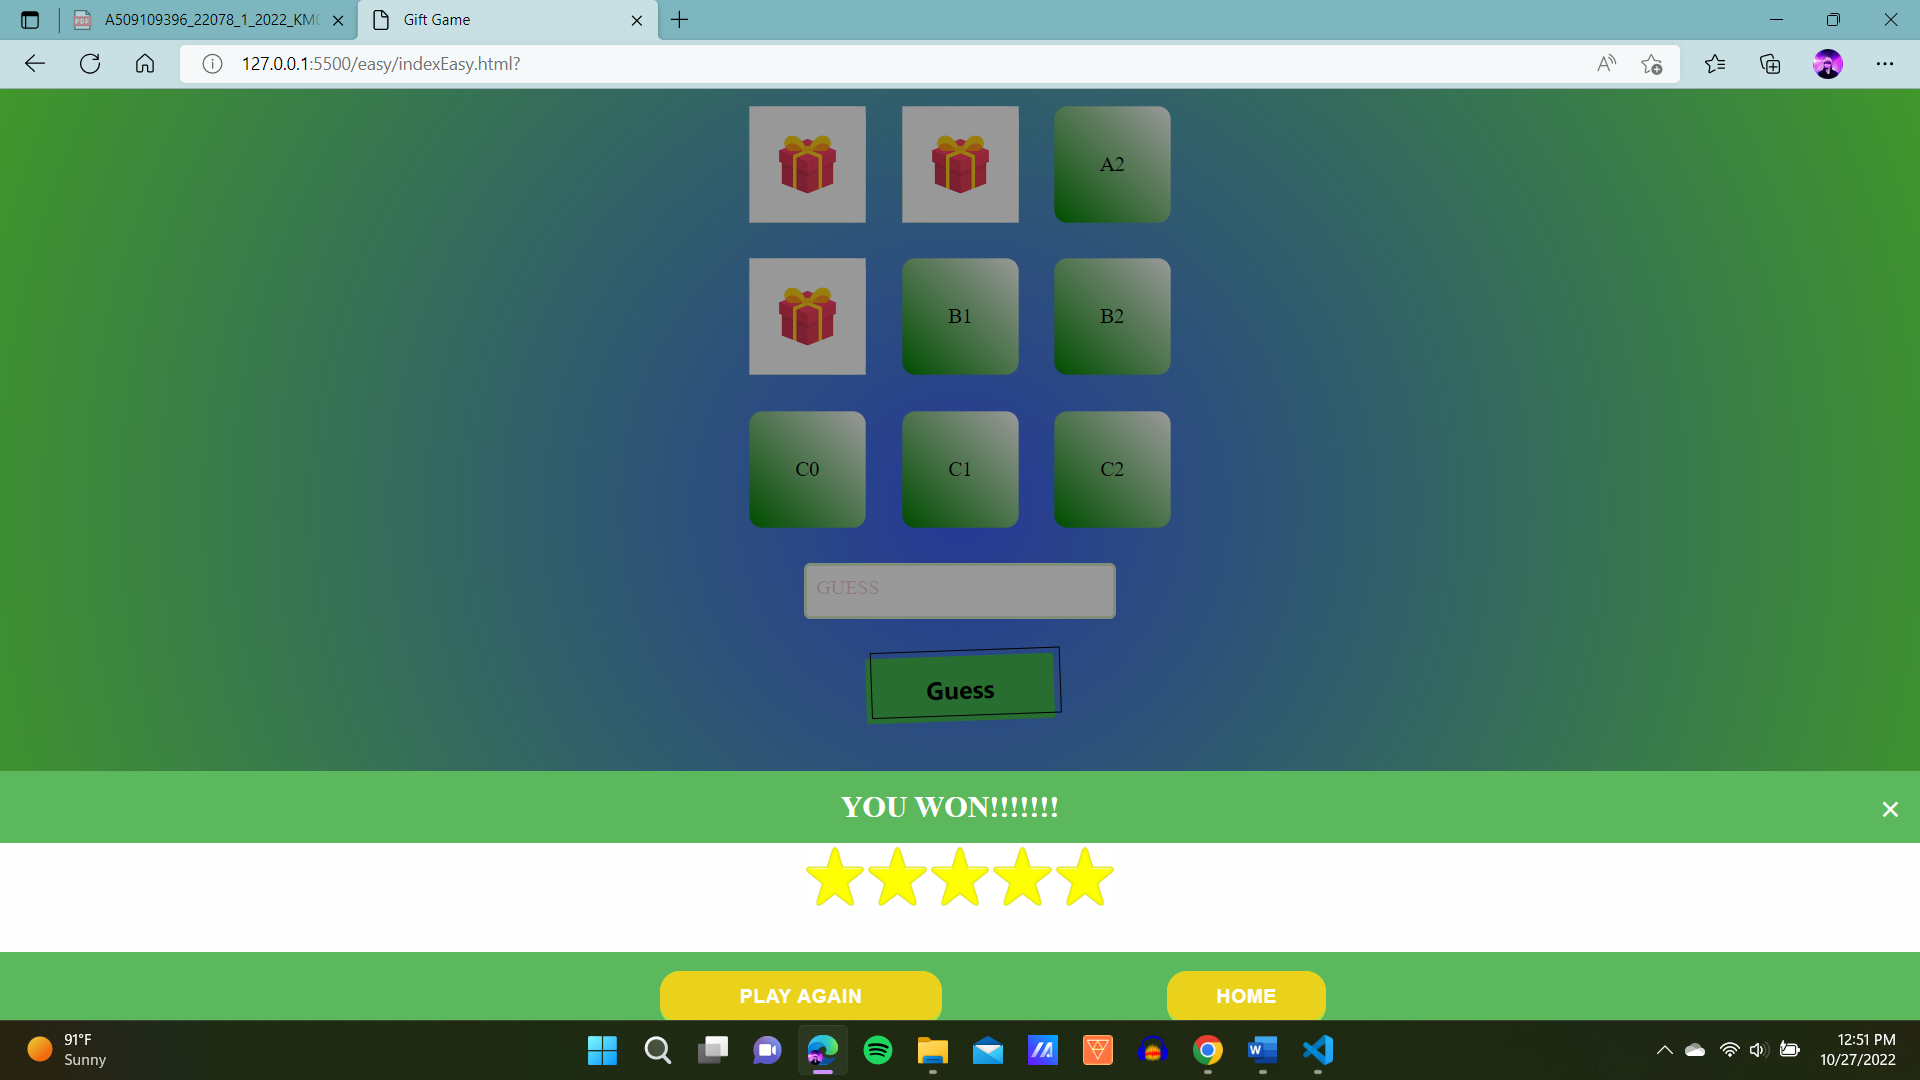 A509109396_22078_1_2022_KM
Gift Game
127.0.0.1:5500/easy/indexEasy.html?
A2
B1 B2
C0 C1 C2
GUESS
Guess
YOU WON!!!!!!!
PLAY AGAIN HOME
91°F
Sunny
12:51 PM
10/27/2022